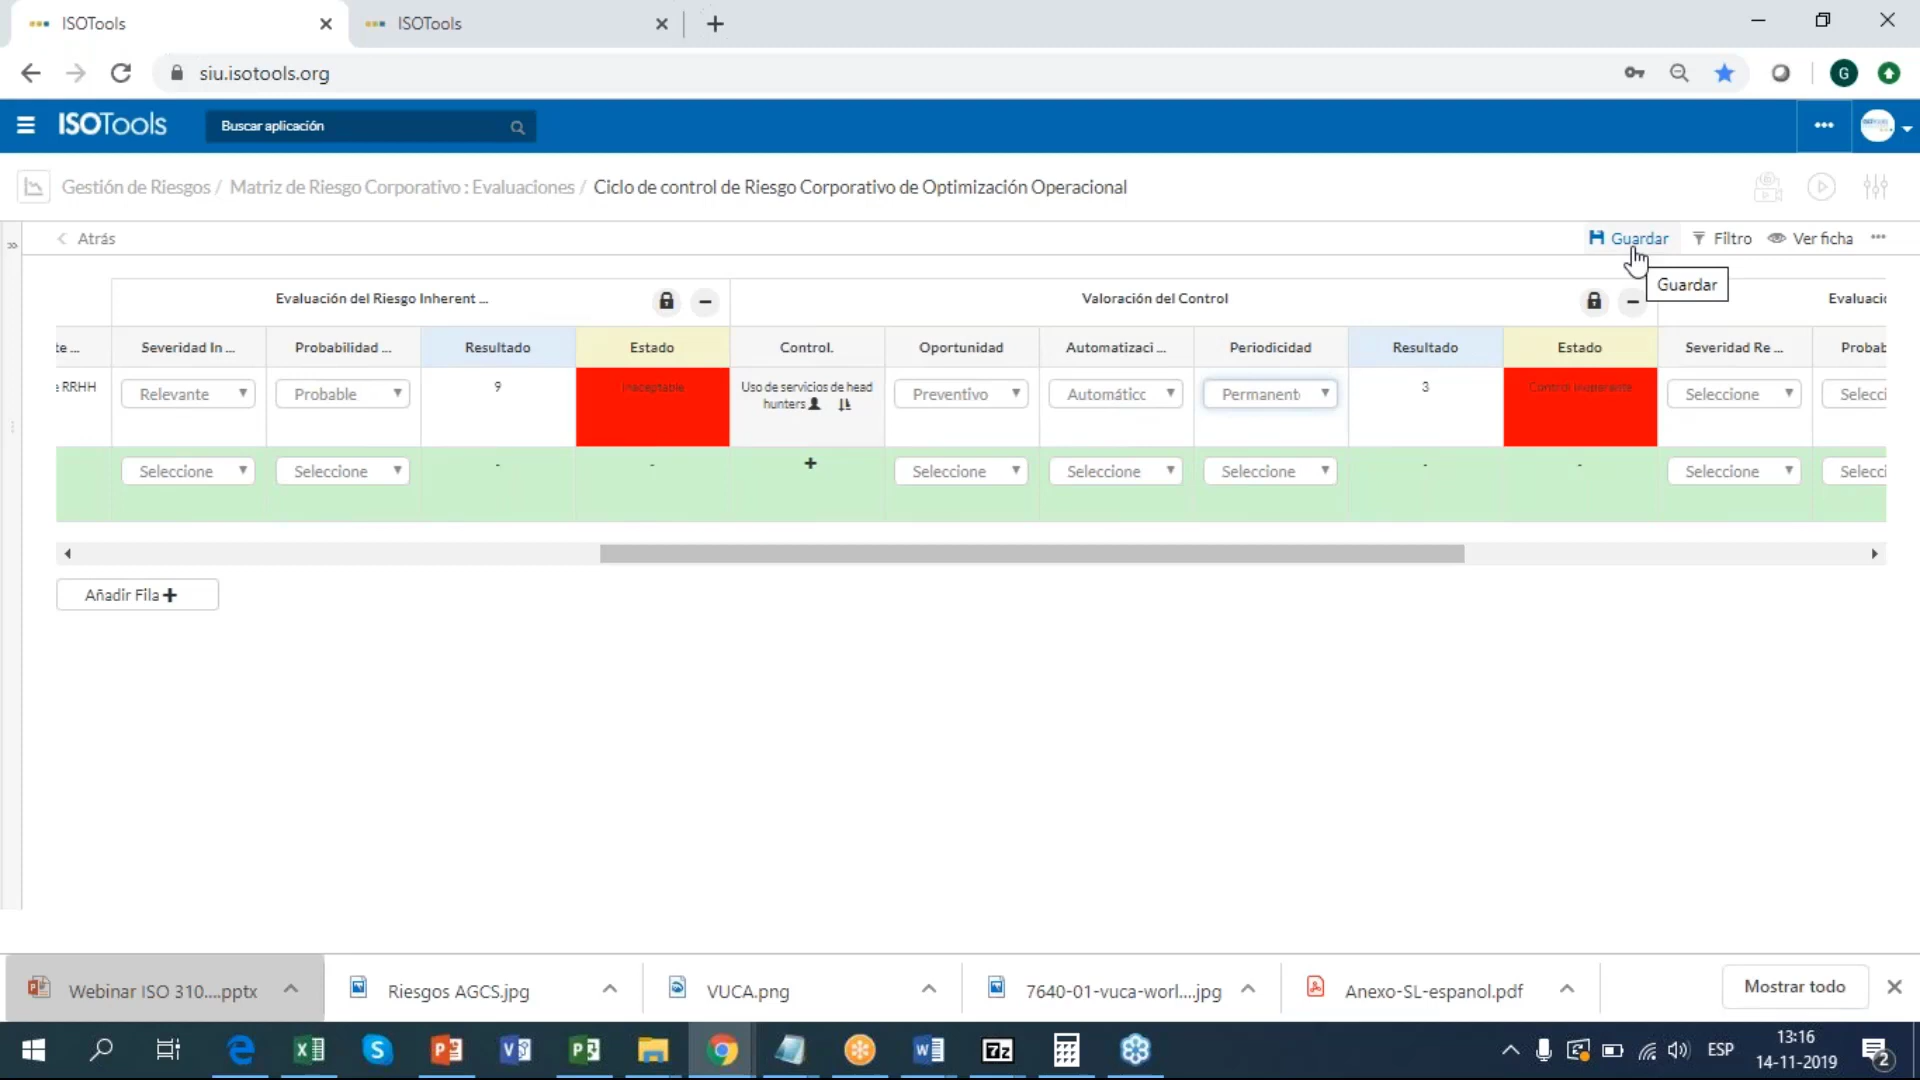 ISOTools
ISOTools
siu.isotools.org
G
ISOTools
Buscar aplicación
Gestión de Riesgos / Matriz de Riesgo Corporativo : Evaluaciones / Ciclo de control de Riesgo Corporativo de Optimización Operacional
Atrás
Guardar Filtro Ver ficha
Guardar
Evaluación del Riesgo Inherent ... Valoración del Control Evaluació
te ... Severidad In ... Probabilidad ... Resultado Estado Control. Oportunidad Automatizaci ... Periodicidad Resultado Estado Severidad Re ... Probab
RRHH Relevante Probable 9 Inaceptable Uso de servicios de head hunters Preventivo Automáticc Permanent 3 Control Inoperante Seleccione Selecci
Seleccione Seleccione - - + Seleccione Seleccione Seleccione - - Seleccione Selecci
Añadir Fila +
Webinar ISO 310....pptx Riesgos AGCS.jpg VUCA.png 7640-01-vuca-worl....jpg Anexo-SL-espanol.pdf Mostrar todo
ESP
13:16
14-11-2019
2